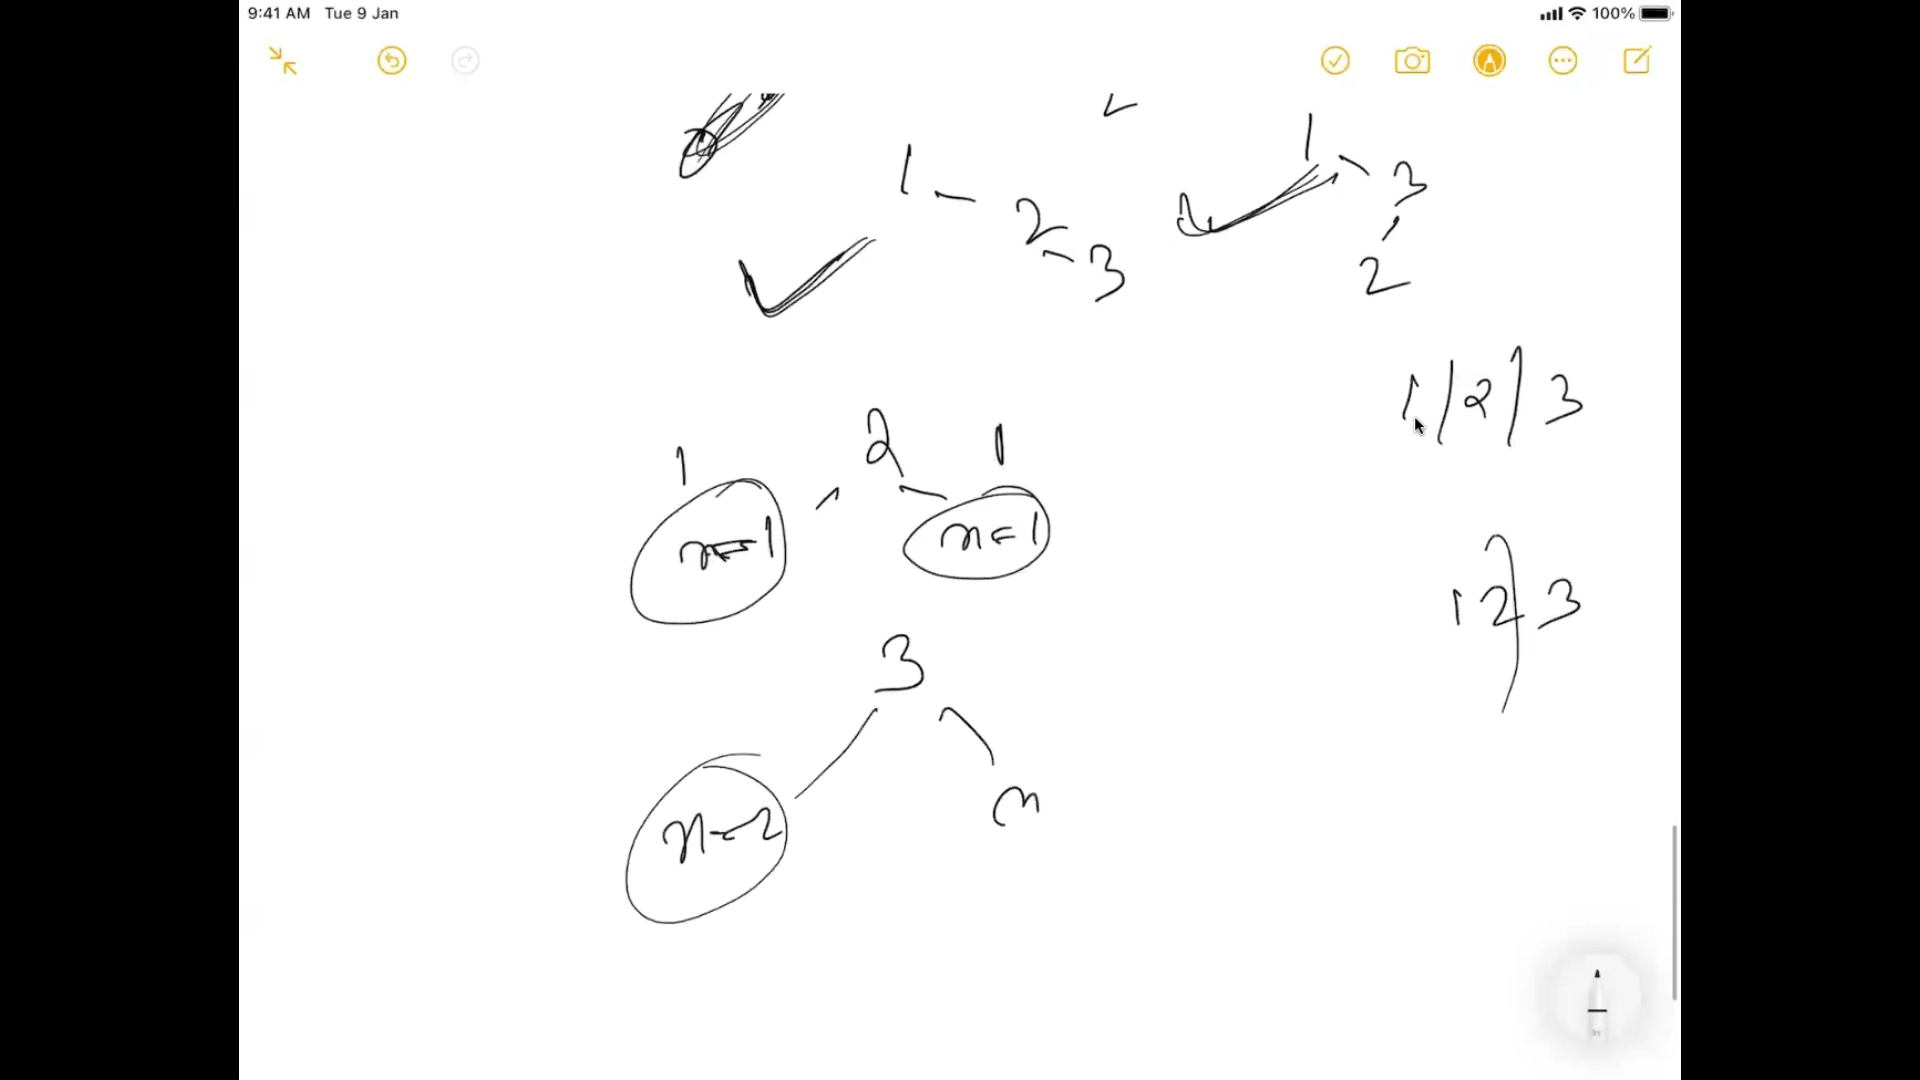 9:41 AM Tue 9 Jan 100%
2
1 1
2 3
3 2
1 | 2 | 3
2
1 1
n=1 n=1
1 2 | 3
3
n=2